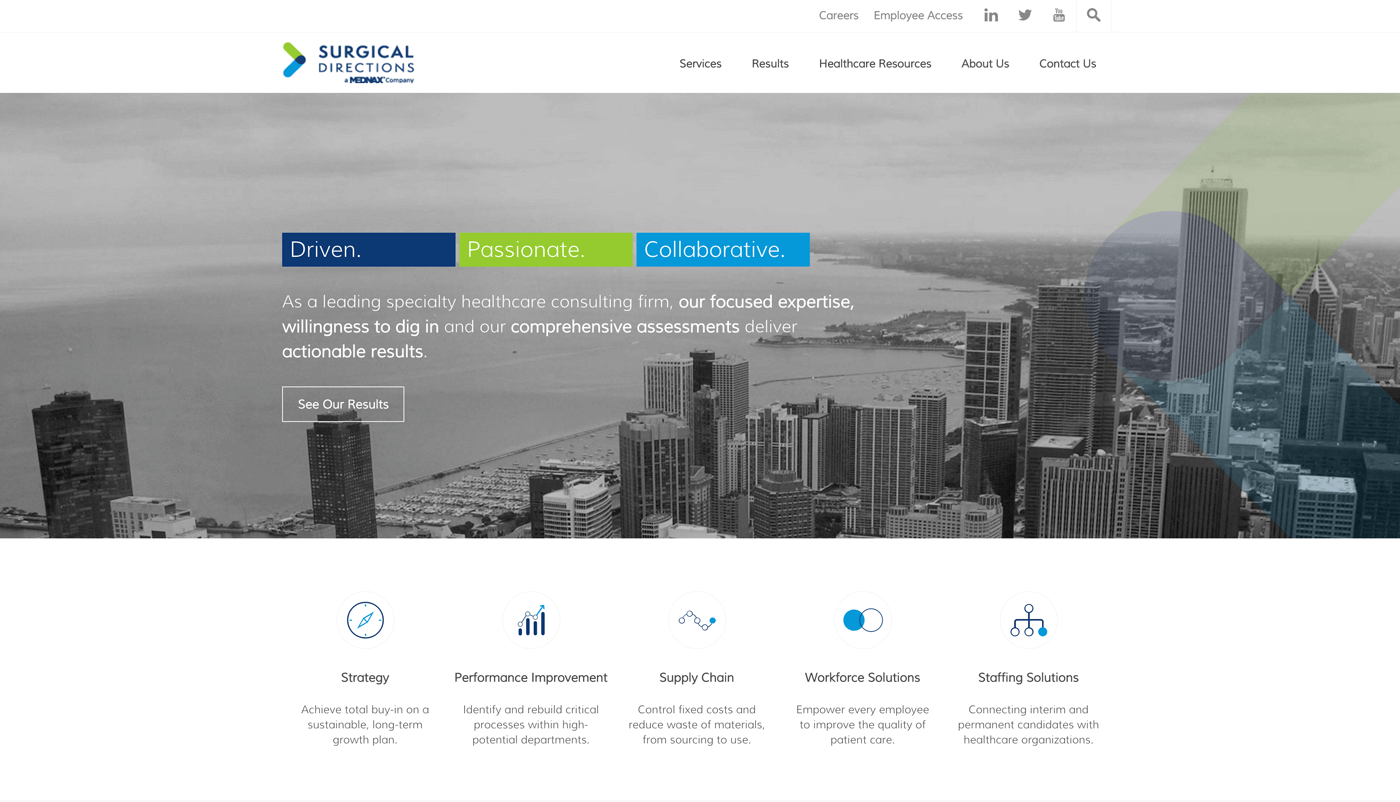 Careers Employee Access
SURGICAL
DIRECTIONS
a MEDNAX Company
Services Results Healthcare Resources About Us Contact Us
Driven. Passionate. Collaborative.
As a leading specialty healthcare consulting firm, our focused expertise,
willingness to dig in and our comprehensive assessments deliver
actionable results.
See Our Results
Strategy
Achieve total buy-in on a
sustainable, long-term
growth plan.
Performance Improvement
Identify and rebuild critical
processes within high-
potential departments.
Supply Chain
Control fixed costs and
reduce waste of materials,
from sourcing to use.
Workforce Solutions
Empower every employee
to improve the quality of
patient care.
Staffing Solutions
Connecting interim and
permanent candidates with
healthcare organizations.